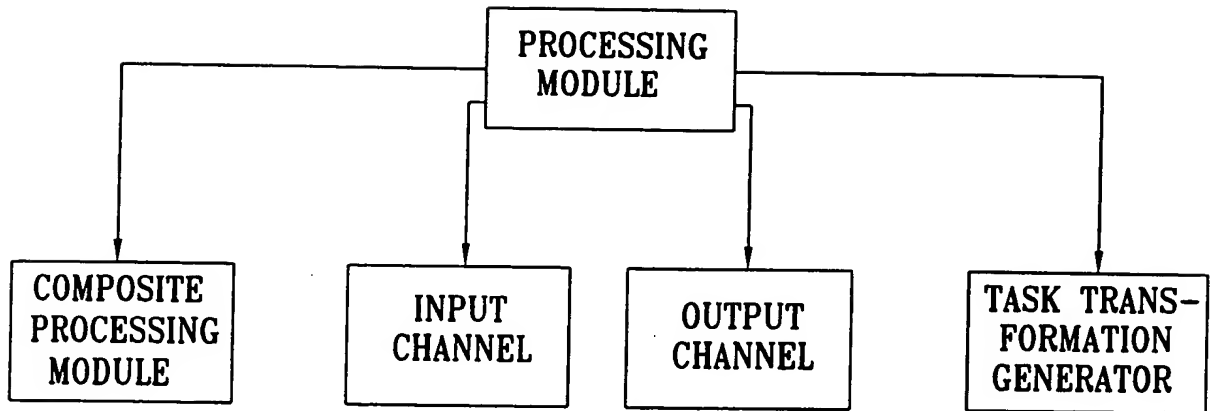 PROCESSING
MODULE
COMPOSITE
PROCESSING
MODULE
INPUT
CHANNEL
OUTPUT
CHANNEL
TASK TRANS-
FORMATION
GENERATOR